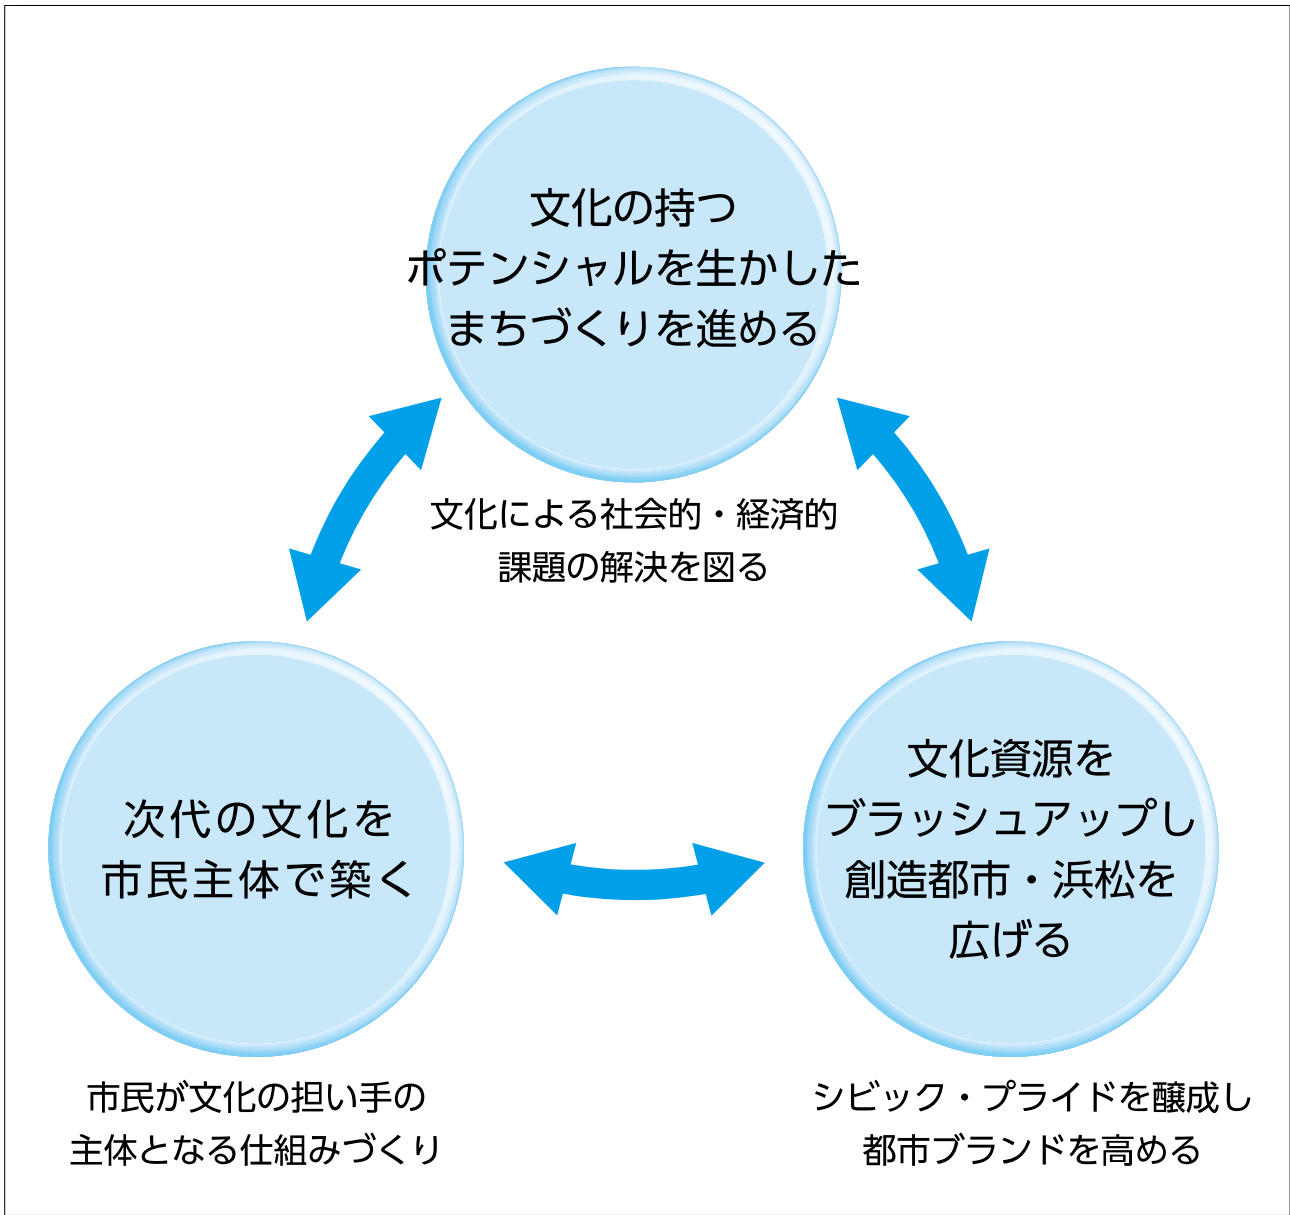 文化の持つ
ポテンシャルを生かした
まちづくりを進める
文化による社会的・経済的
課題の解決を図る
次代の文化を
市民主体で築く
市民が文化の担い手の
主体となる仕組みづくり
文化資源を
ブラッシュアップし
創造都市・浜松を
広げる
シビック・プライドを醸成し
都市ブランドを高める